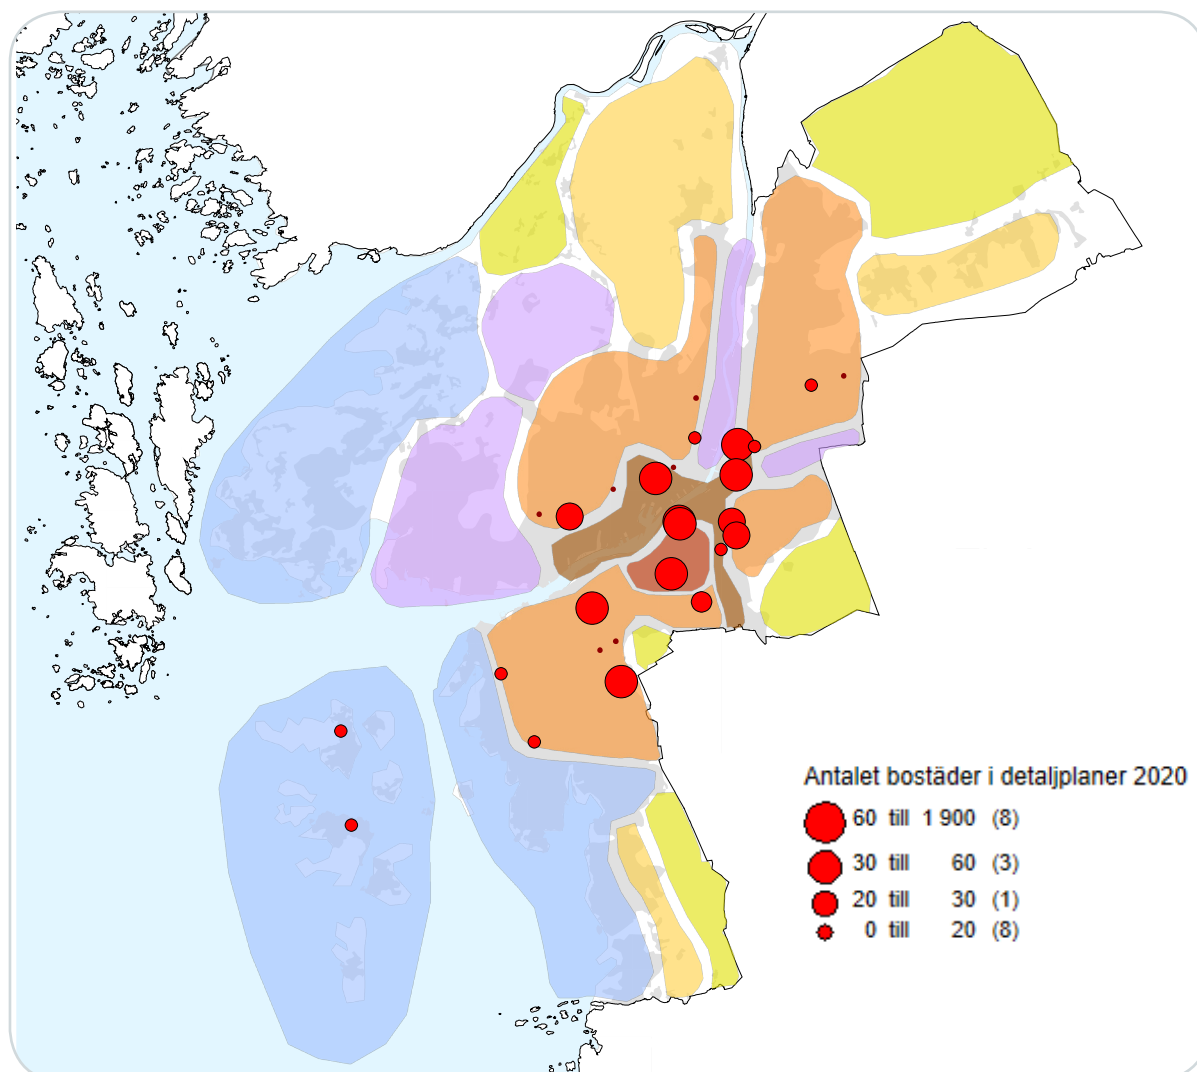 Antalet bostäder i detaljplaner 2020
60 till 1 900 (8)
30 till 60 (3)
20 till 30 (1)
0 till 20 (8)